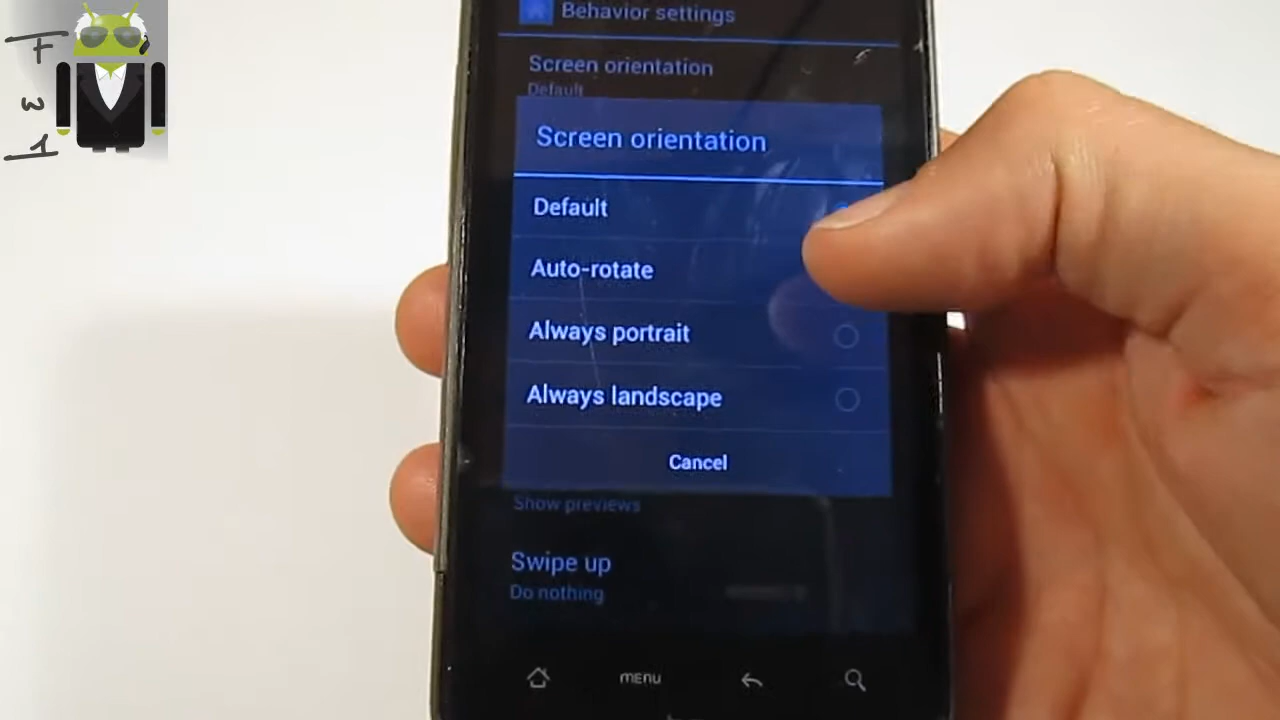 F
W
1
Behavior settings
Screen orientation
Default
Screen orientation
Default
Auto-rotate
Always portrait
Always landscape
Cancel
Show previews
Swipe up
Do nothing
MENU